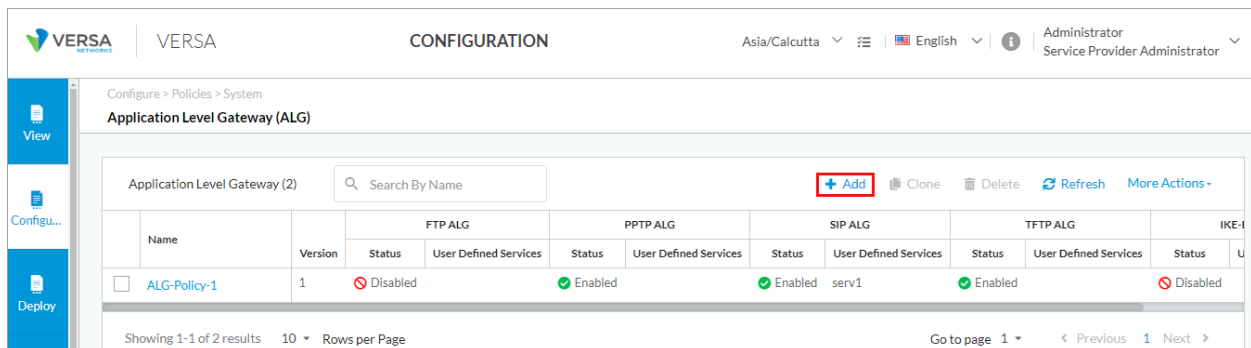 VERSA NETWORKS VERSA CONFIGURATION Asia/Calcutta English Administrator
Service Provider Administrator
Configure > Policies > System
Application Level Gateway (ALG)
View
Application Level Gateway (2) Search By Name + Add Clone Delete Refresh More Actions
Configu...
Name Version FTP ALG PPTP ALG SIP ALG TFTP ALG
Status User Defined Services Status User Defined Services Status User Defined Services Status User Defined Services Status
ALG-Policy-1 1 Disabled Enabled Enabled serv1 Enabled Disabled
Deploy
Showing 1-1 of 2 results 10 Rows per Page Go to page 1 < Previous 1 Next >